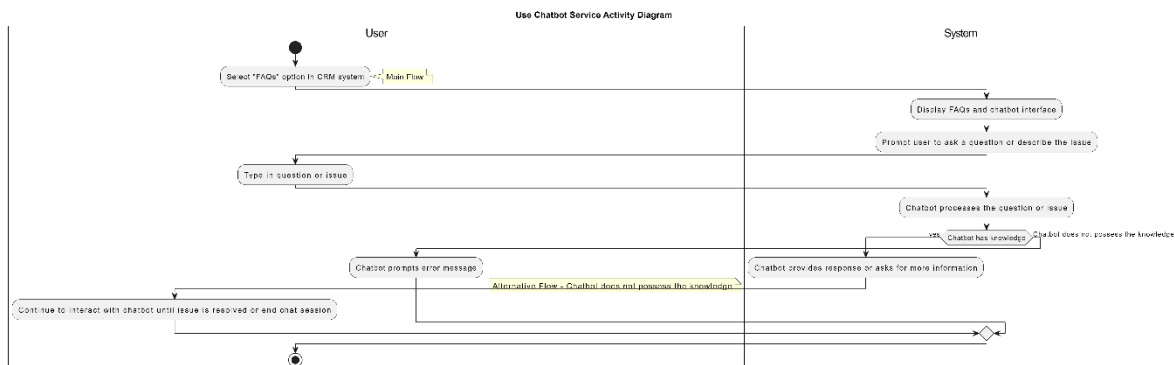 Use Chatbot Service Activity Diagram
User
System
Select "FAQs" option in CRM system
Main Flow
Display FAQs and chatbot interface
Prompt user to ask a question or describe the issue
Type in question or issue
Chatbot processes the question or issue
yes
Chatbot has knowledge
Chatbot does not possess the knowledge
Chatbot prompts error message
Chatbot provides response or asks for more information
Alternative Flow - Chatbot does not possess the knowledge
Continue to interact with chatbot until issue is resolved or end chat session